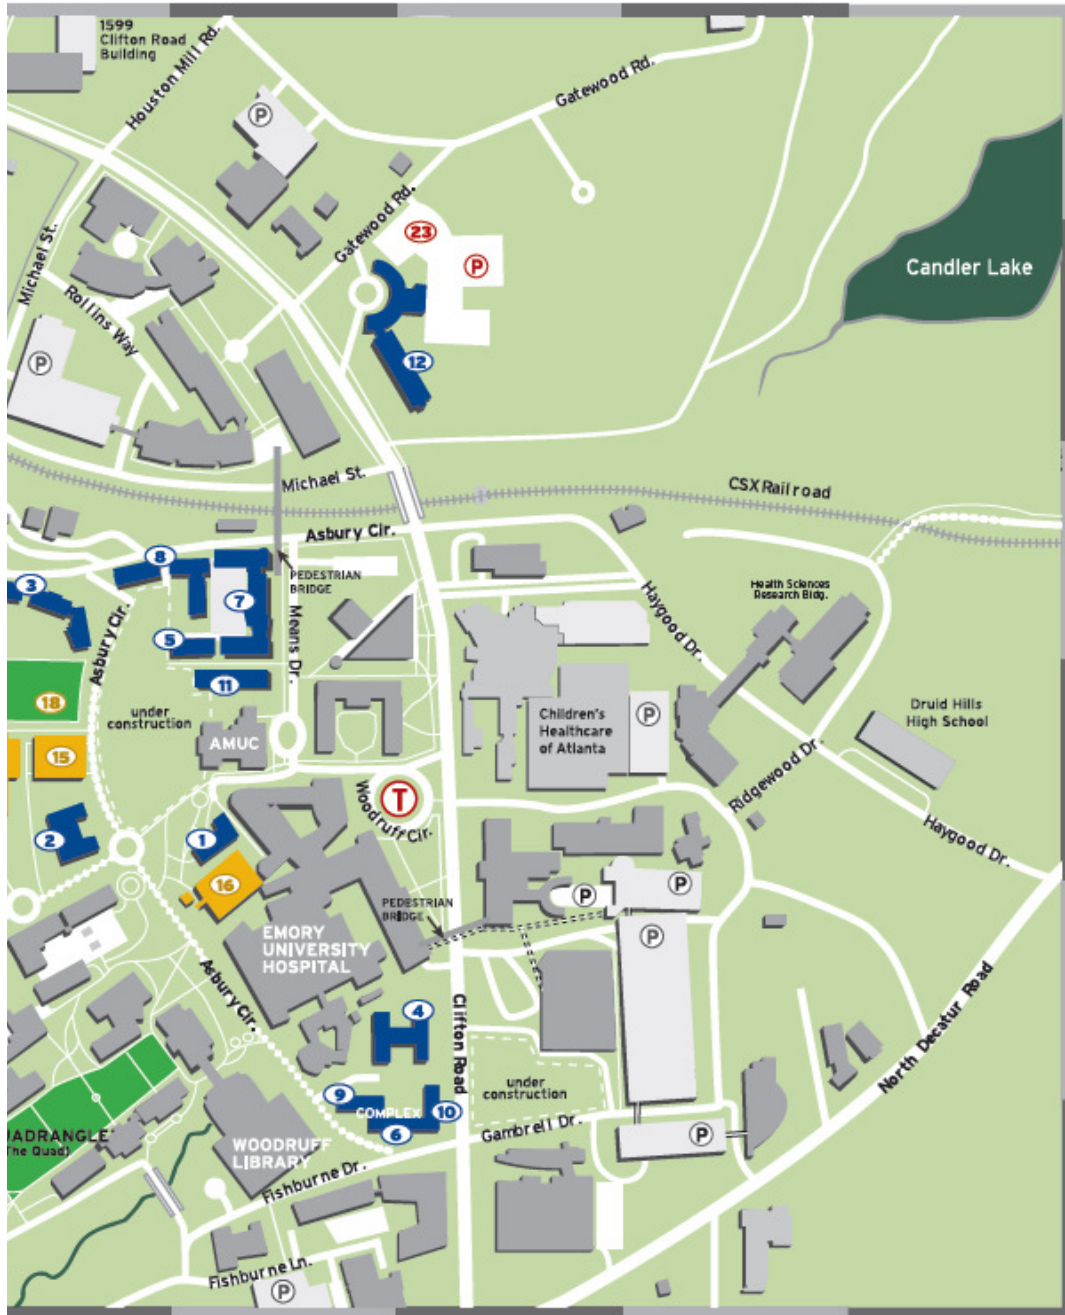 1599
Clifton Road
Building
Houston Mill Rd.
Gatewood Rd.
P
Michael St.
Gatewood Rd.
23
P
Candler Lake
Rollins Way
P
12
Michael St.
CSX Railroad
Asbury Cir.
8
PEDESTRIAN
BRIDGE
3
7
Health Sciences
Research Bldg.
Asbury Cir.
Means Dr.
Haygood Dr.
5
11
18
under
construction
AMUC
Children's
Healthcare
of Atlanta
P
Druid Hills
High School
15
Ridgewood Dr.
T
Woodruff Cir.
2
1
Haygood Dr.
16
P
P
PEDESTRIAN
BRIDGE
EMORY
UNIVERSITY
HOSPITAL
P
Asbury Cir.
4
Clifton Road
North Decatur Road
under
construction
9
COMPLEX
10
6
Gambrell Dr.
P
UADRANGLE
The Quad)
WOODRUFF
LIBRARY
Fishburne Dr.
Fishburne Ln.
P